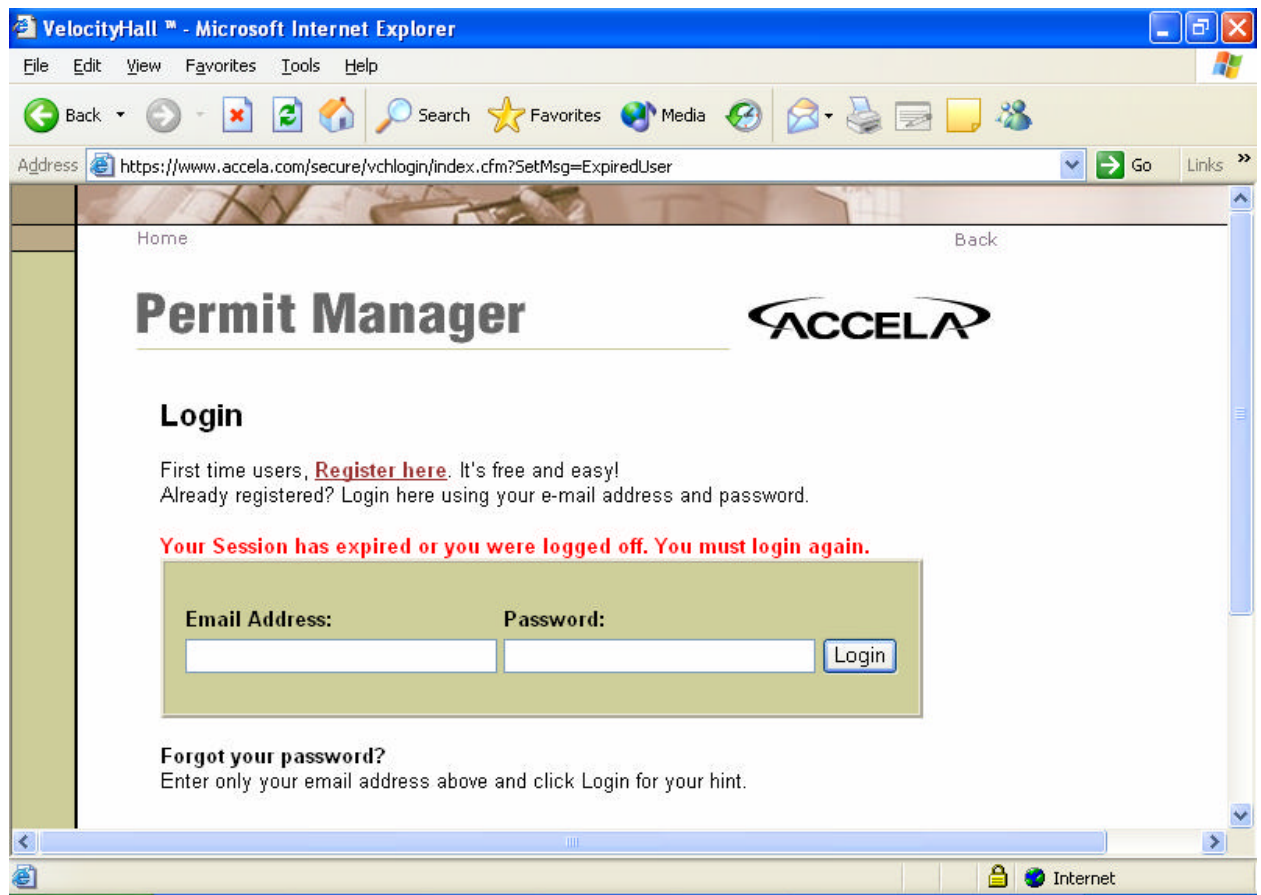 VelocityHall ™ - Microsoft Internet Explorer
File Edit View Favorites Tools Help
Back Search Favorites Media
Address https://www.accela.com/secure/vchlogin/index.cfm?SetMsg=ExpiredUser Go Links »
Home Back
Permit Manager ACCELA
Login
First time users, Register here. It's free and easy!
Already registered? Login here using your e-mail address and password.
Your Session has expired or you were logged off. You must login again.
Email Address: Password:
Login
Forgot your password?
Enter only your email address above and click Login for your hint.
Internet